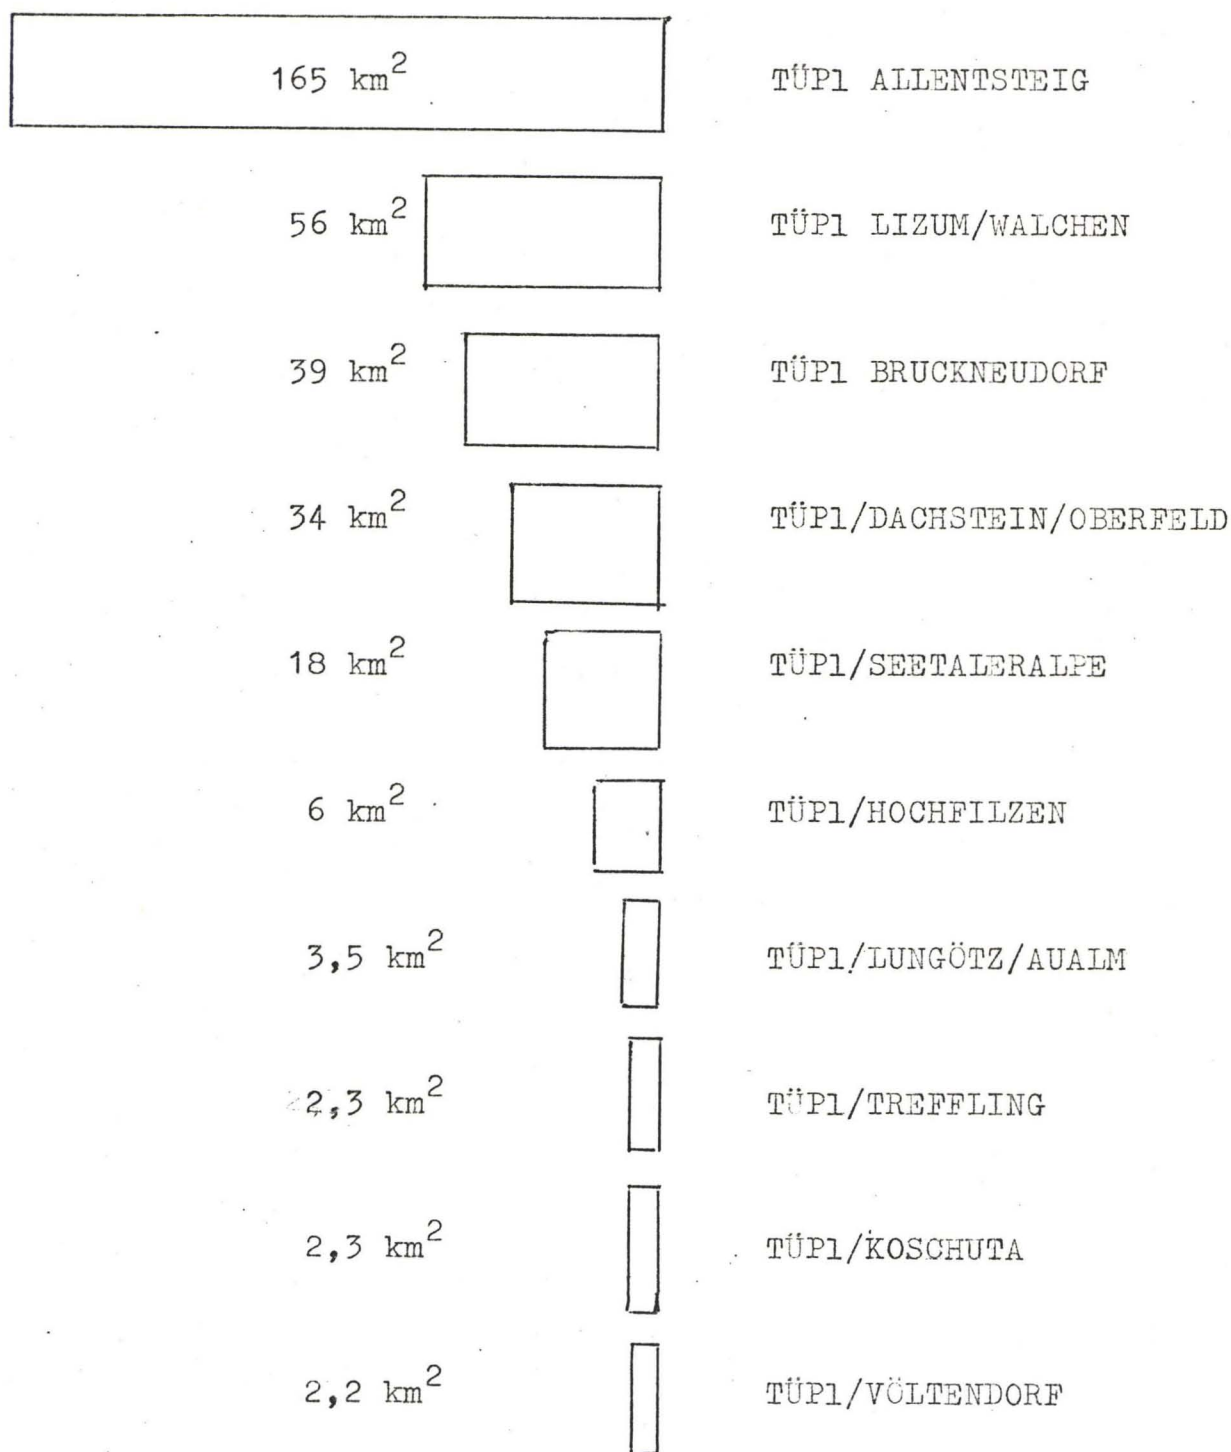 165 km² TÜPl ALLENTSTEIG
56 km² TÜPl LIZUM/WALCHEN
39 km² TÜPl BRUCKNEUDORF
34 km² TÜPl/DACHSTEIN/OBERFELD
18 km² TÜPl/SEETALERALPE
6 km² TÜPl/HOCHFILZEN
3,5 km² TÜPl/LUNGÖTZ/AUALM
2,3 km² TÜPl/TREFFLING
2,3 km² TÜPl/KOSCHUTA
2,2 km² TÜPl/VÖLTENDORF